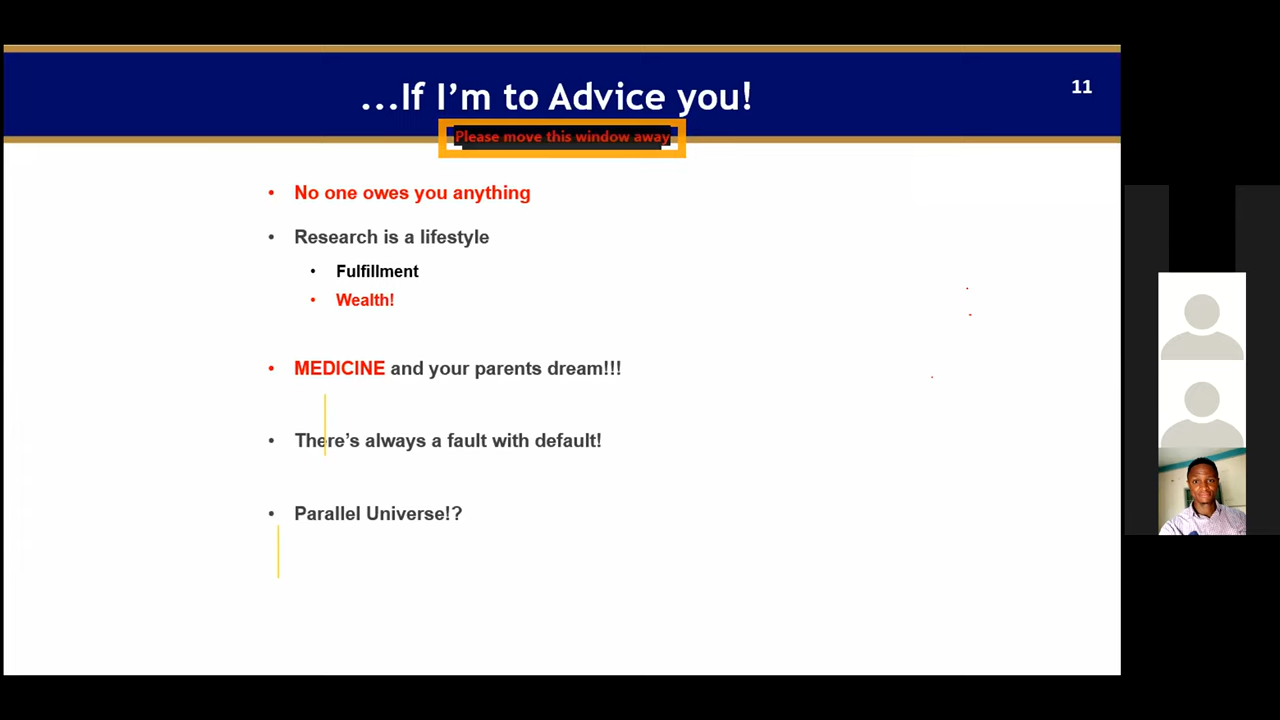 ...If I'm to Advice you!
11
Please move this window away
• No one owes you anything
• Research is a lifestyle
• Fulfillment
• Wealth!
• MEDICINE and your parents dream!!!
• There's always a fault with default!
• Parallel Universe!?